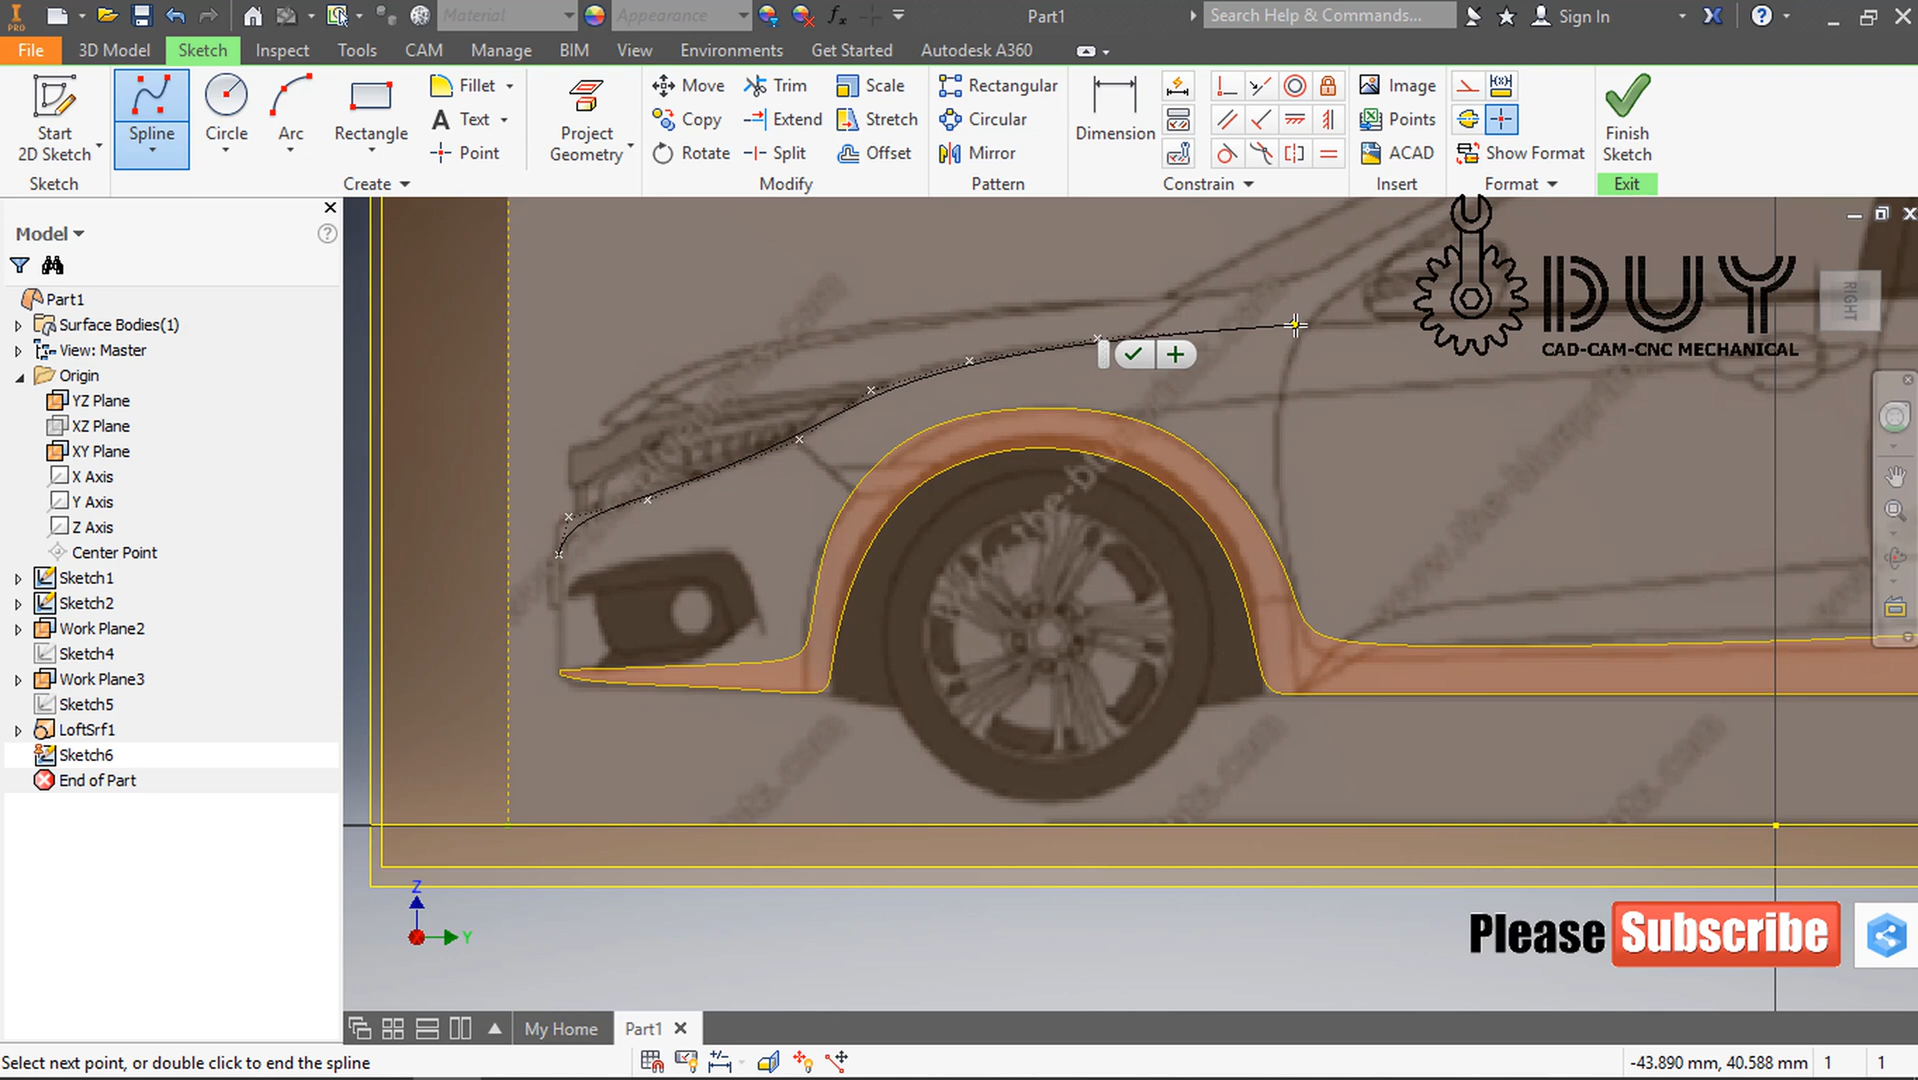 PRO
Material
Appearance
Part1
Search Help & Commands...
Sign In
File
3D Model
Sketch
Inspect
Tools
CAM
Manage
BIM
View
Environments
Get Started
Autodesk A360
Start
2D Sketch
Spline
Circle
Arc
Rectangle
Fillet
Text
Point
Project
Geometry
Move
Copy
Rotate
Trim
Extend
Split
Scale
Stretch
Offset
Rectangular
Circular
Mirror
Dimension
Image
Points
ACAD
Show Format
Finish
Sketch
Sketch
Create
Modify
Pattern
Constrain
Insert
Format
Exit
Model
Part1
Surface Bodies(1)
View: Master
Origin
YZ Plane
XZ Plane
XY Plane
X Axis
Y Axis
Z Axis
Center Point
Sketch1
Sketch2
Work Plane2
Sketch4
Work Plane3
Sketch5
LoftSrf1
Sketch6
End of Part
DUY
CAD-CAM-CNC MECHANICAL
RIGHT
Z
Y
Please Subscribe
My Home
Part1
Select next point, or double click to end the spline
-43.890 mm, 40.588 mm
1
1